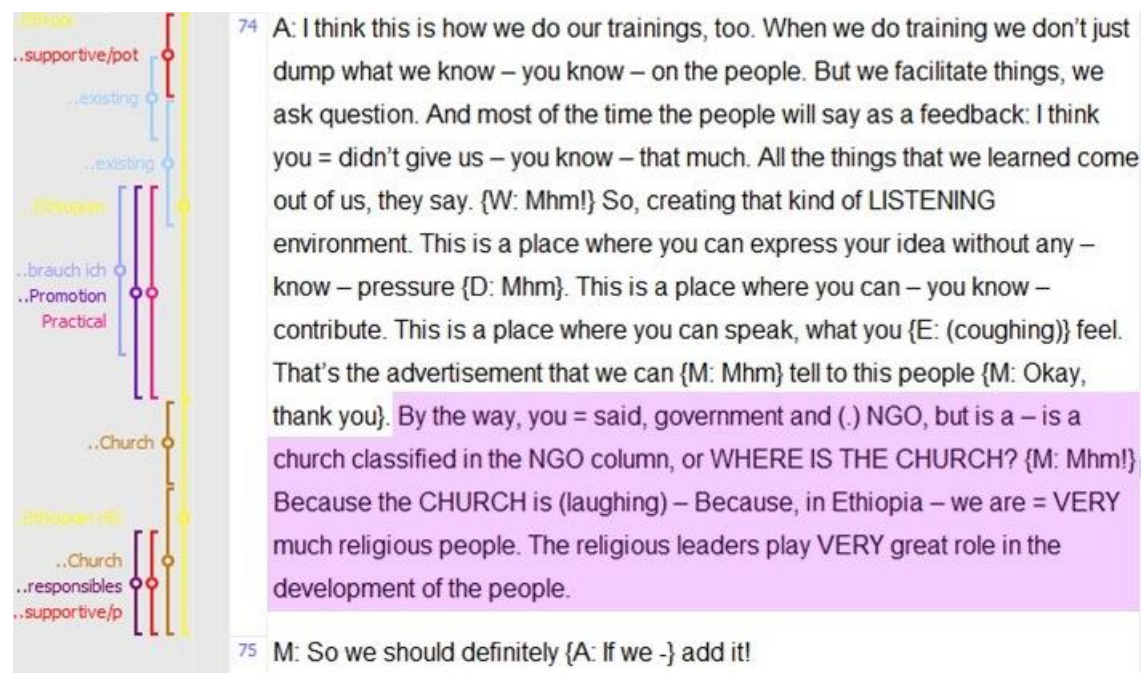 ..supportive/pot
..existing
..existing
..Ethiopian
..brauch ich
..Promotion
Practical
..Church
..Church
..responsibles
..supportive/p
74 A: I think this is how we do our trainings, too. When we do training we don't just
dump what we know – you know – on the people. But we facilitate things, we
ask question. And most of the time the people will say as a feedback: I think
you = didn't give us – you know – that much. All the things that we learned come
out of us, they say. {W: Mhm!} So, creating that kind of LISTENING
environment. This is a place where you can express your idea without any –
know – pressure {D: Mhm}. This is a place where you can – you know –
contribute. This is a place where you can speak, what you {E: (coughing)} feel.
That's the advertisement that we can {M: Mhm} tell to this people {M: Okay,
thank you}. By the way, you = said, government and (.) NGO, but is a – is a
church classified in the NGO column, or WHERE IS THE CHURCH? {M: Mhm!}
Because the CHURCH is (laughing) – Because, in Ethiopia – we are = VERY
much religious people. The religious leaders play VERY great role in the
development of the people.
75 M: So we should definitely {A: If we -} add it!